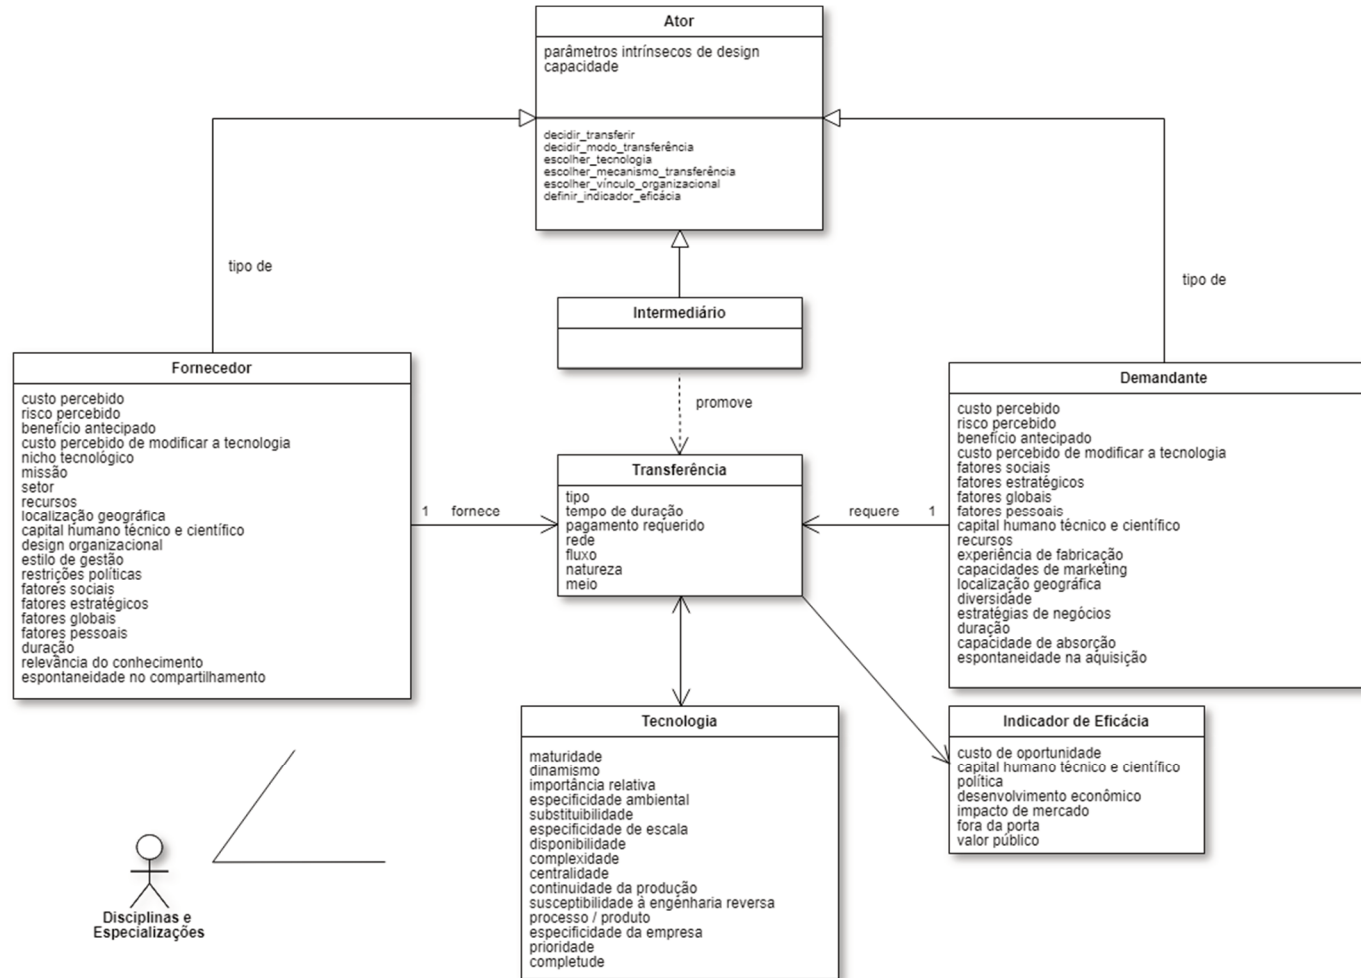 Ator
parâmetros intrínsecos de design
capacidade
decidir_transferir
decidir_modo_transferência
escolher_tecnologia
escolher_mecanismo_transferência
escolher_vínculo_organizacional
definir_indicador_eficácia
tipo de
tipo de
Intermediário
promove
Fornecedor
custo percebido
risco percebido
benefício antecipado
custo percebido de modificar a tecnologia
nicho tecnológico
missão
setor
recursos
localização geográfica
capital humano técnico e científico
design organizacional
estilo de gestão
restrições políticas
fatores sociais
fatores estratégicos
fatores globais
fatores pessoais
duração
relevância do conhecimento
espontaneidade no compartilhamento
1 fornece
Transferência
tipo
tempo de duração
pagamento requerido
rede
fluxo
natureza
meio
requere 1
Demandante
custo percebido
risco percebido
benefício antecipado
custo percebido de modificar a tecnologia
fatores sociais
fatores estratégicos
fatores globais
fatores pessoais
capital humano técnico e científico
recursos
experiência de fabricação
capacidades de marketing
localização geográfica
diversidade
estratégias de negócios
duração
capacidade de absorção
espontaneidade na aquisição
Tecnologia
maturidade
dinamismo
importância relativa
especificidade ambiental
substituibilidade
especificidade de escala
disponibilidade
complexidade
centralidade
continuidade da produção
susceptibilidade à engenharia reversa
processo / produto
especificidade da empresa
prioridade
completude
Indicador de Eficácia
custo de oportunidade
capital humano técnico e científico
política
desenvolvimento econômico
impacto de mercado
fora da porta
valor público
Disciplinas e
Especializações